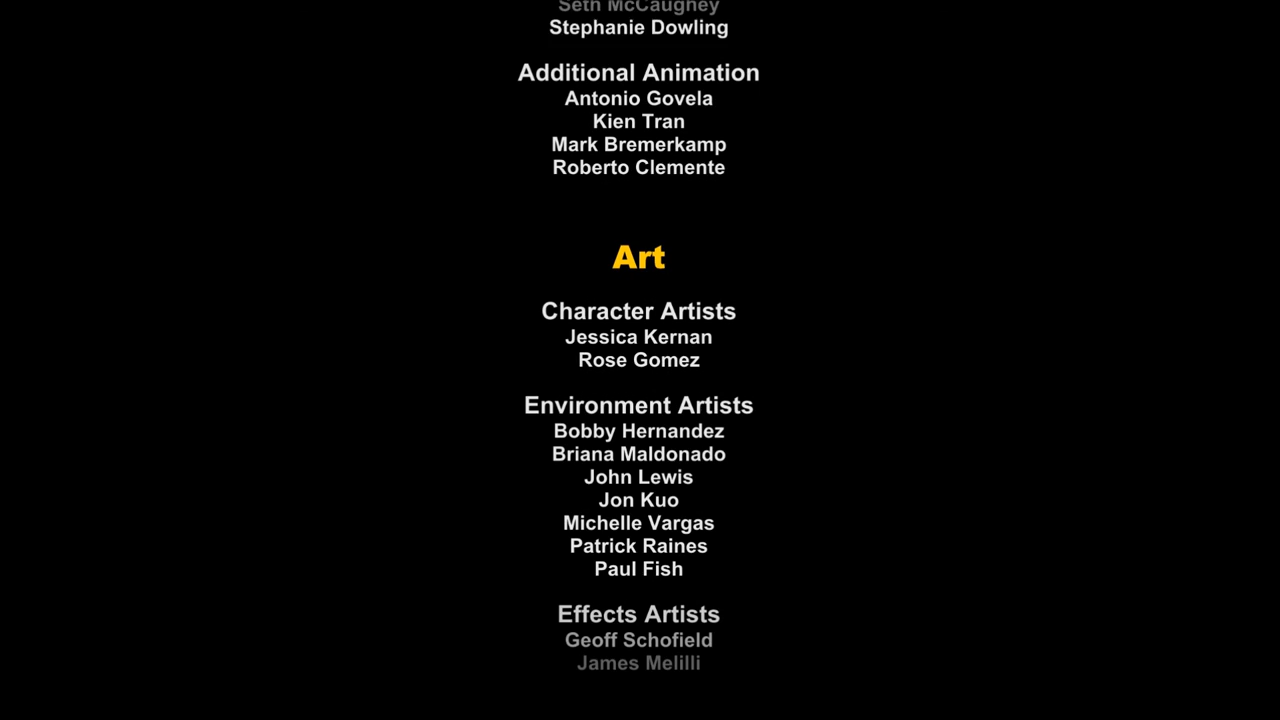 Seth McCaughey
Stephanie Dowling
Additional Animation
Antonio Govela
Kien Tran
Mark Bremerkamp
Roberto Clemente
Art
Character Artists
Jessica Kernan
Rose Gomez
Environment Artists
Bobby Hernandez
Briana Maldonado
John Lewis
Jon Kuo
Michelle Vargas
Patrick Raines
Paul Fish
Effects Artists
Geoff Schofield
James Melilli